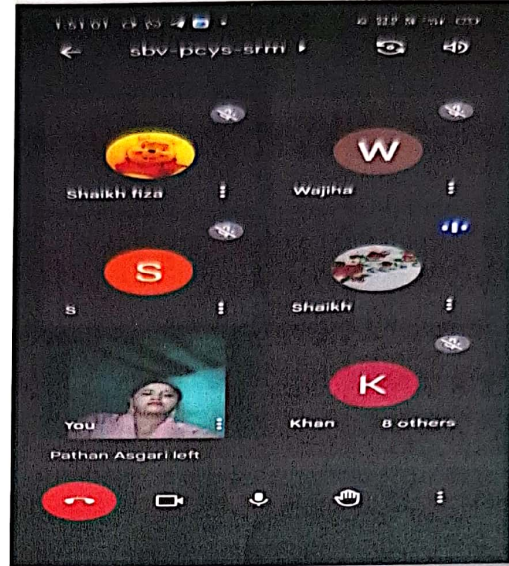 sbv-pcys-srm
W
Shaikh fiza
Wajiha
S
s
Shaikh
K
You
Khan 8 others
Pathan Asgari left